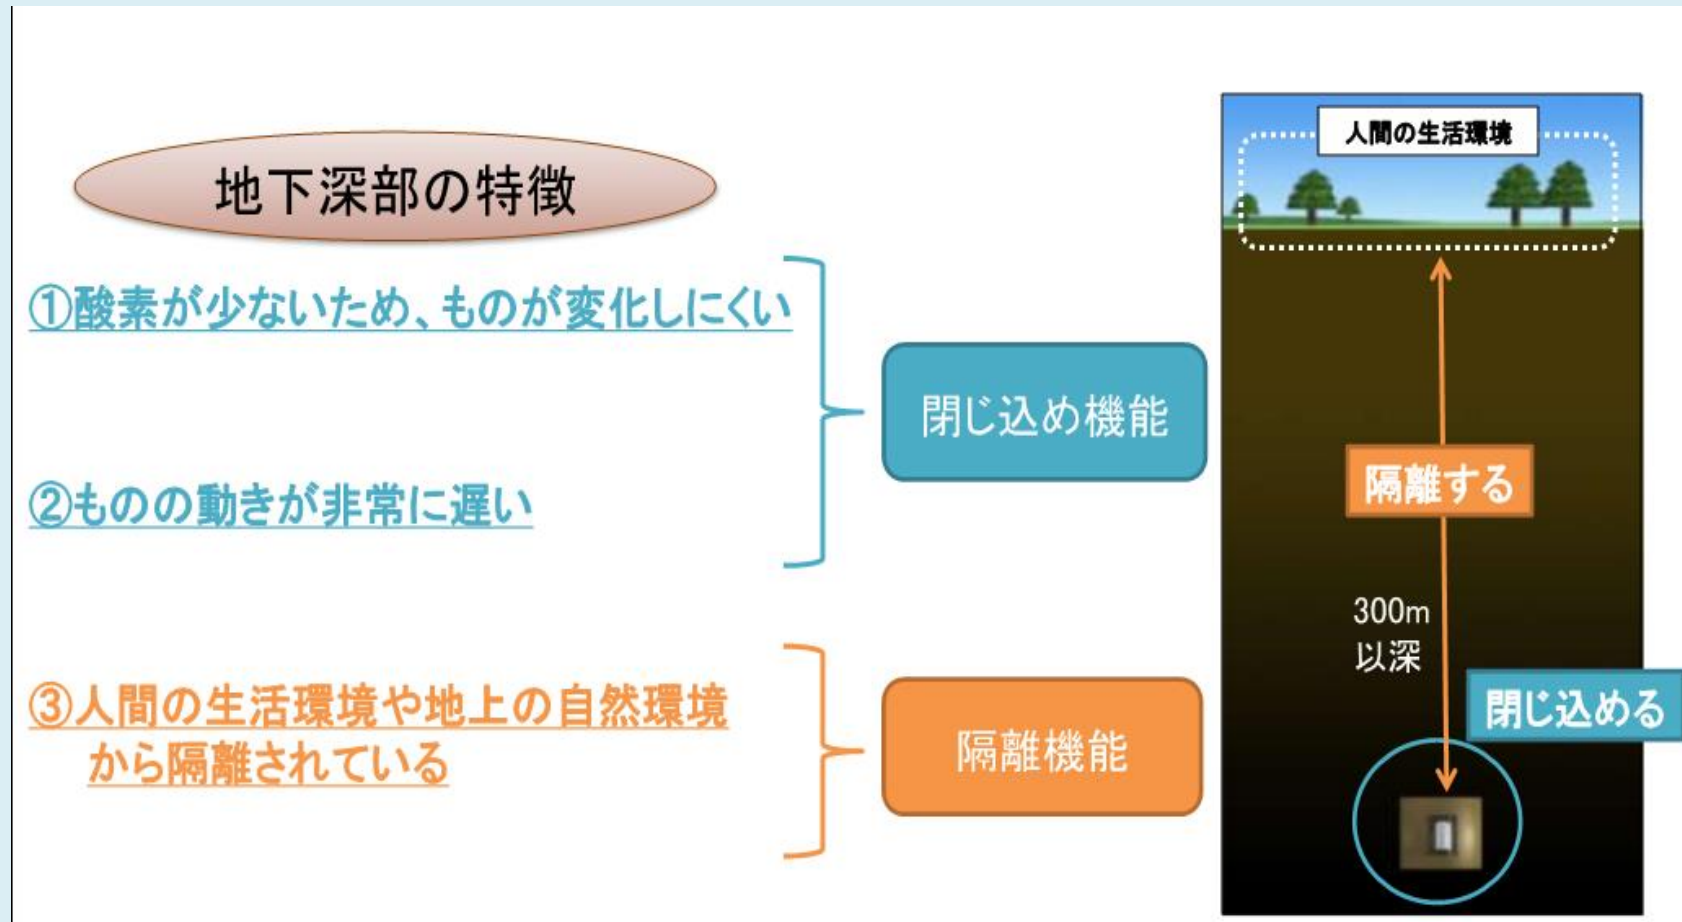 地下深部の特徴
①酸素が少ないため、ものが変化しにくい
②ものの動きが非常に遅い
閉じ込め機能
③人間の生活環境や地上の自然環境
から隔離されている
隔離機能
人間の生活環境
隔離する
300m
以深
閉じ込める